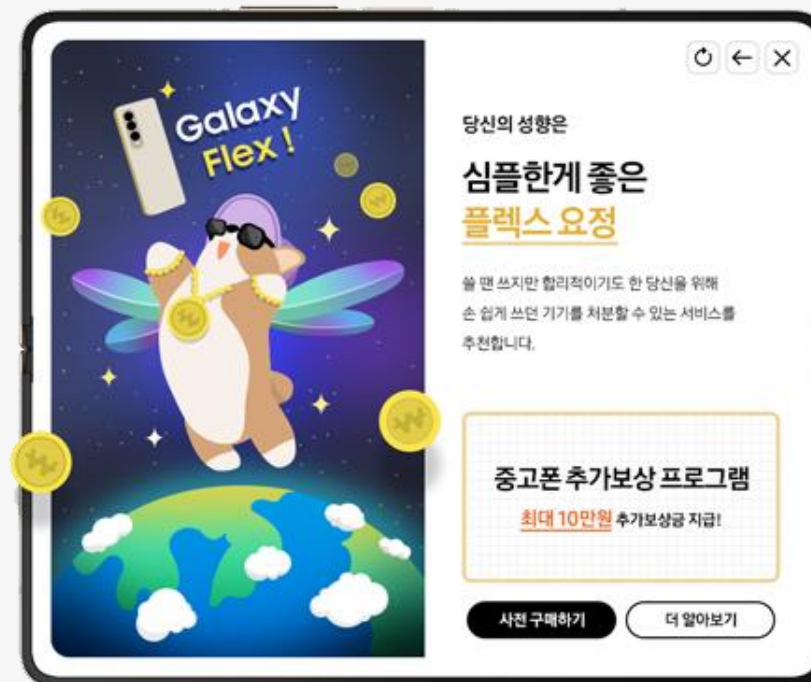 Galaxy
Flex!
당신의 성향은
심플한게 좋은
플렉스 요정
쓸 땐 쓰지만 합리적이기도 한 당신을 위해
손 쉽게 쓰던 기기를 처분할 수 있는 서비스를
추천합니다.
중고폰 추가보상 프로그램
최대 10만원 추가보상금 지급!
사전 구매하기
더 알아보기